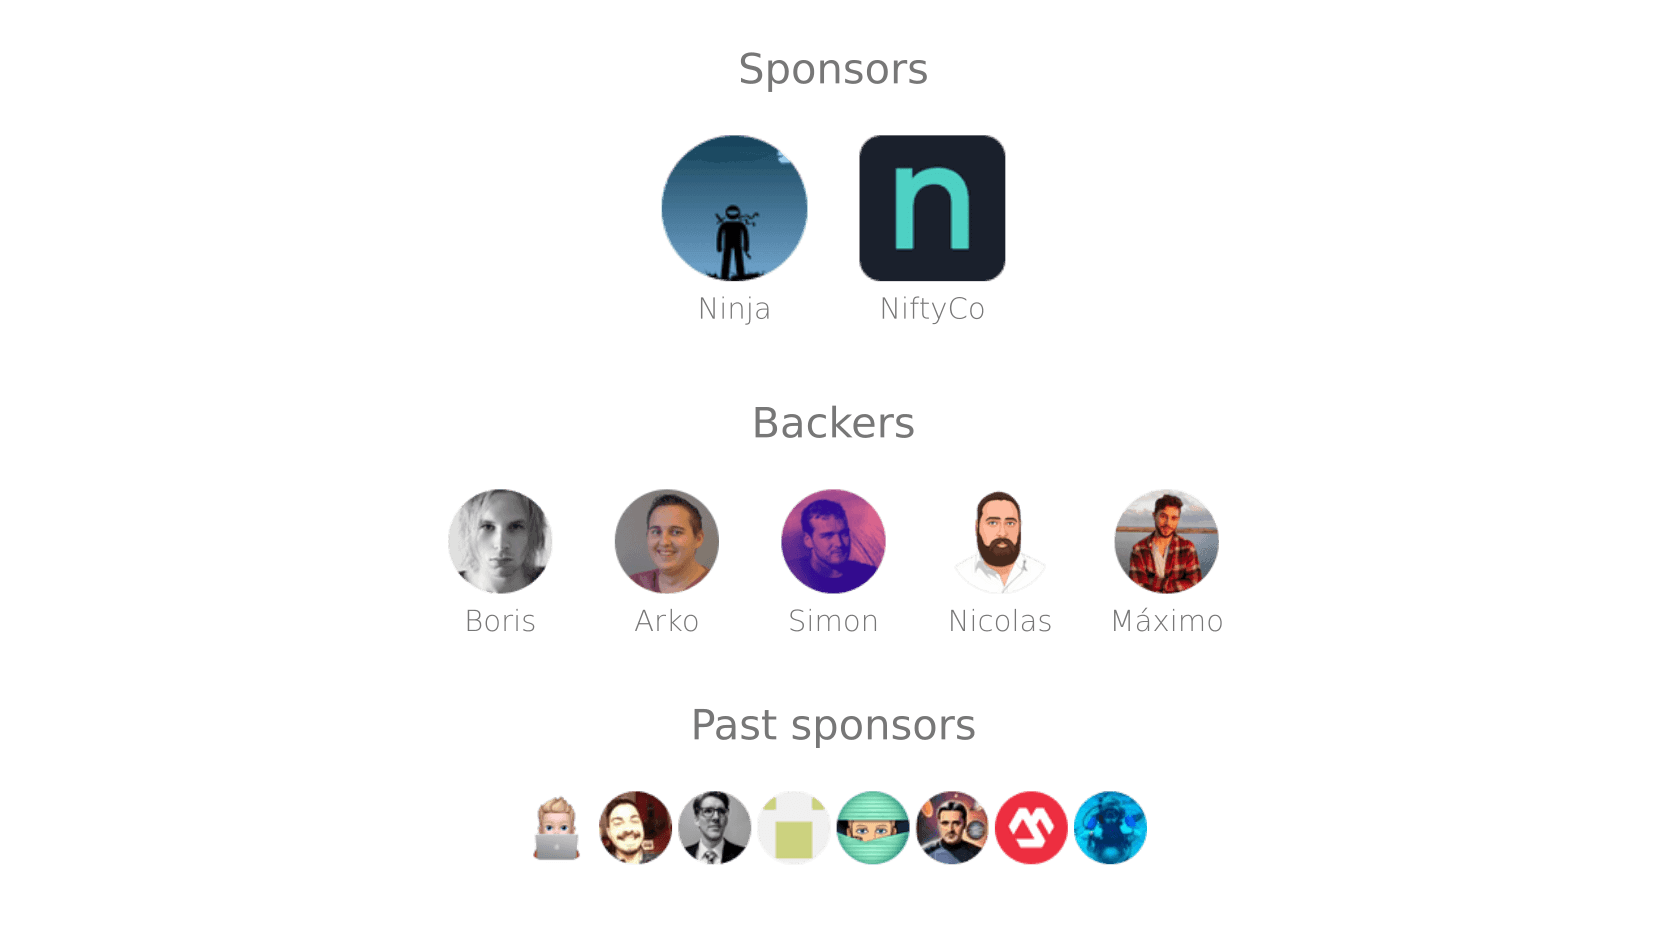 Sponsors
n
Ninja NiftyCo
Backers
Boris Arko Simon Nicolas Máximo
Past sponsors